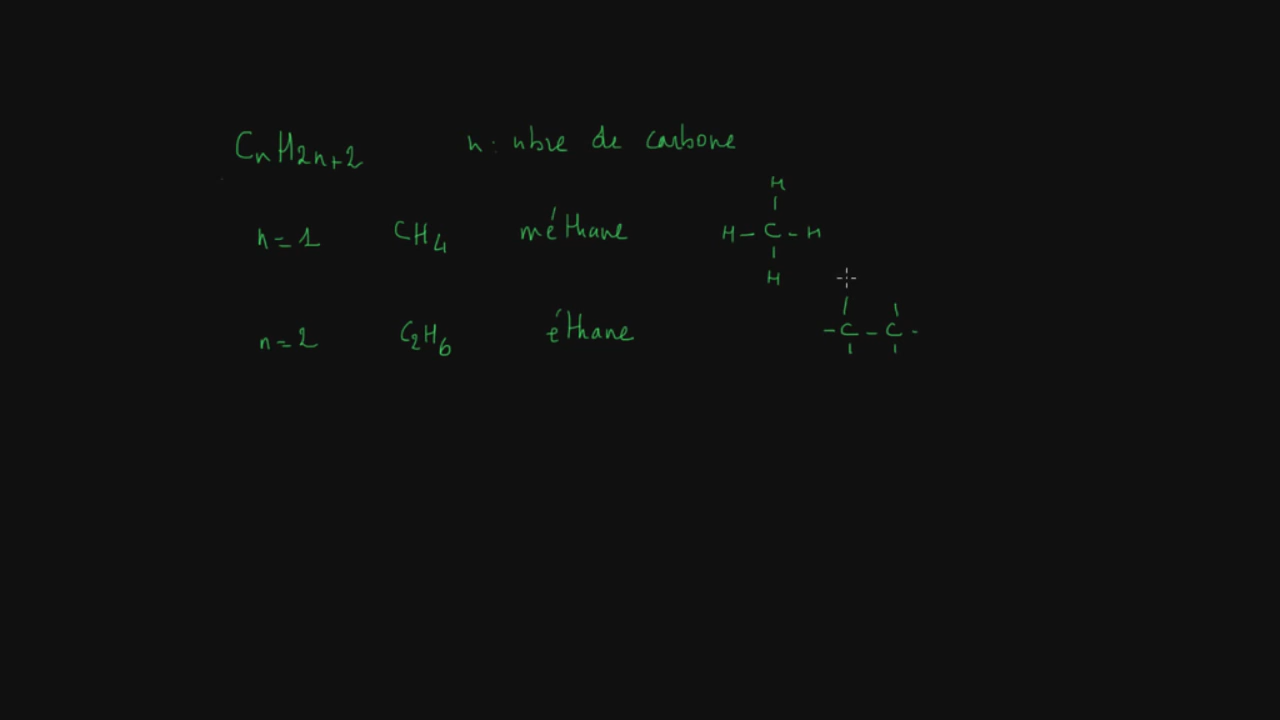 CnH2n+2 n: nbre de carbone
H
|
n=1 CH4 méthane H-C-H
|
H
| |
n=2 C2H6 éthane -C-C-
| |